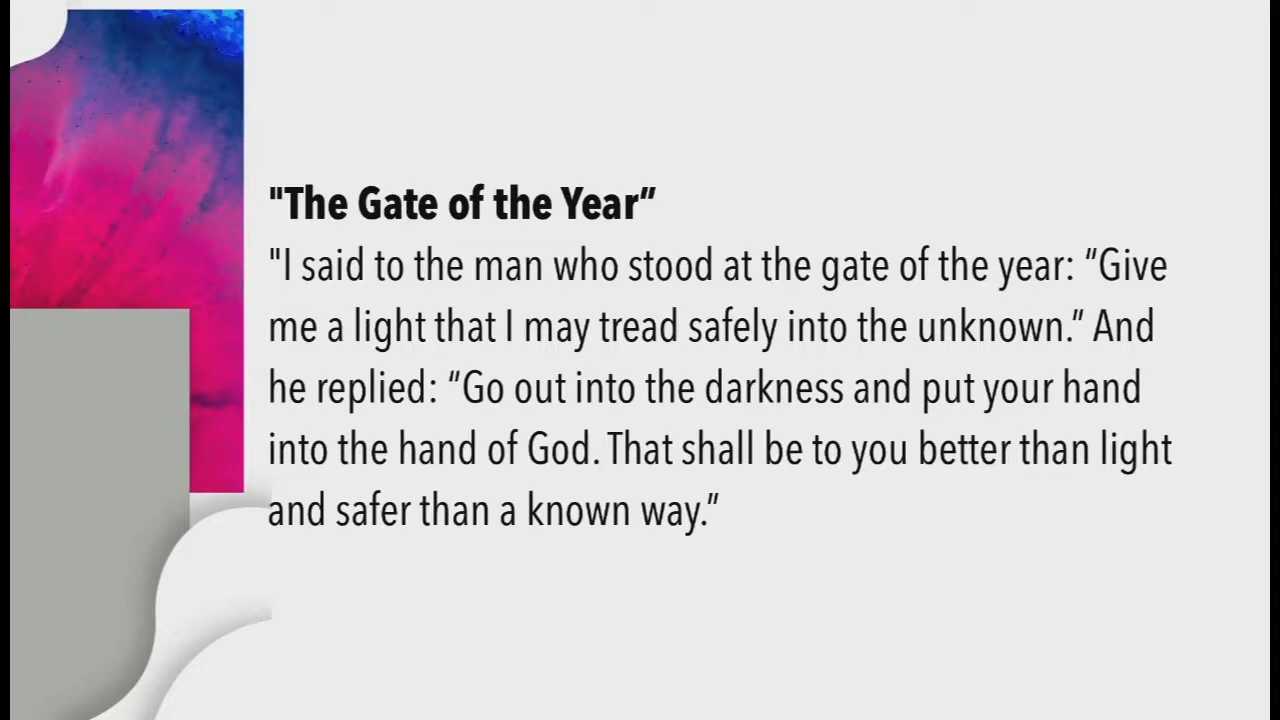 "The Gate of the Year”
"I said to the man who stood at the gate of the year: “Give
me a light that I may tread safely into the unknown.” And
he replied: “Go out into the darkness and put your hand
into the hand of God. That shall be to you better than light
and safer than a known way.”